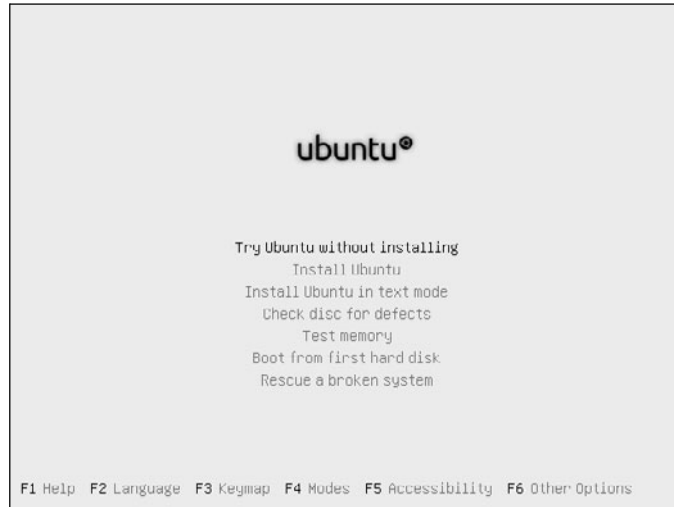 ubuntu
Try Ubuntu without installing
Install Ubuntu
Install Ubuntu in text mode
Check disc for defects
Test memory
Boot from first hard disk
Rescue a broken system
F1 Help F2 Language F3 Keymap F4 Modes F5 Accessibility F6 Other Options